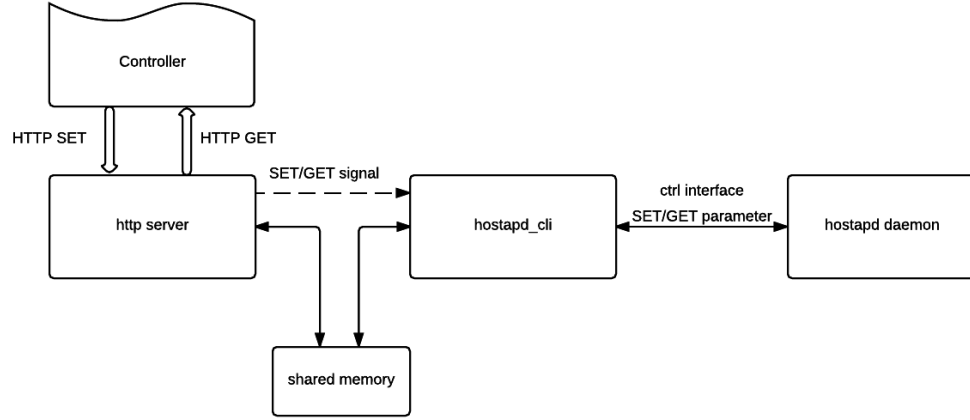 Controller
HTTP SET
HTTP GET
SET/GET signal
http server
hostapd_cli
ctrl interface
SET/GET parameter
hostapd daemon
shared memory